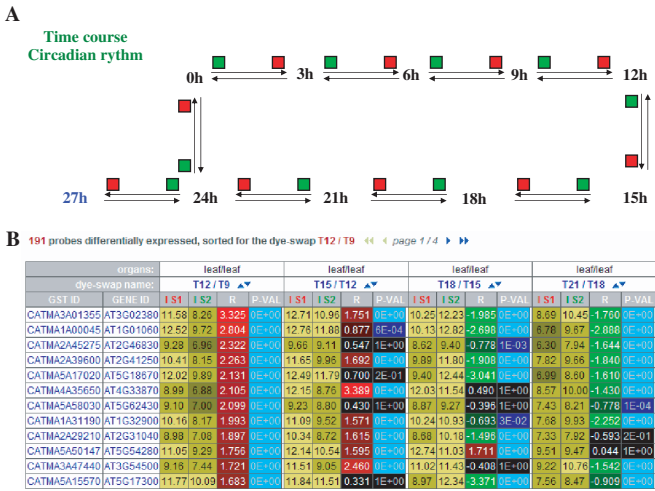 A
Time course
Circadian rythm
0h 3h 6h 9h 12h
27h 24h 21h 18h 15h
B 191 probes differentially expressed, sorted for the dye-swap T12 / T9 page 1 / 4
organs: leaf/leaf leaf/leaf leaf/leaf leaf/leaf
dye-swap name: T12 / T9 T15 / T12 T18 / T15 T21 / T18
GST ID GENE ID I S1 I S2 R P-VAL I S1 I S2 R P-VAL I S1 I S2 R P-VAL I S1 I S2 R P-VAL
CATMA3A01355 AT3G02380 11.58 8.26 3.325 0E+00 12.71 10.96 1.751 0E+00 10.25 12.23 -1.985 0E+00 8.69 10.45 -1.760 0E+00
CATMA1A00045 AT1G01060 12.52 9.72 2.804 0E+00 12.76 11.88 0.877 6E-04 10.13 12.82 -2.698 0E+00 6.78 9.67 -2.888 0E+00
CATMA2A45275 AT2G46830 9.28 6.96 2.322 0E+00 9.66 9.11 0.547 1E+00 8.62 9.40 -0.778 1E-03 6.30 7.94 -1.644 0E+00
CATMA2A39600 AT2G41250 10.41 8.15 2.263 0E+00 11.65 9.96 1.692 0E+00 9.89 11.80 -1.908 0E+00 7.82 9.66 -1.840 0E+00
CATMA5A17020 AT5G18670 12.02 9.89 2.131 0E+00 12.49 11.79 0.700 2E-01 9.40 12.44 -3.041 0E+00 6.99 8.60 -1.610 0E+00
CATMA4A35650 AT4G33870 8.99 6.88 2.105 0E+00 12.15 8.76 3.389 0E+00 12.03 11.54 0.490 1E+00 8.57 10.00 -1.430 0E+00
CATMA5A58030 AT5G62430 9.10 7.00 2.099 0E+00 9.23 8.80 0.430 1E+00 8.87 9.27 -0.396 1E+00 7.43 8.21 -0.778 1E-04
CATMA1A31190 AT1G32900 10.16 8.17 1.993 0E+00 11.09 9.52 1.571 0E+00 10.24 10.93 -0.693 3E-02 7.68 9.93 -2.252 0E+00
CATMA2A29210 AT2G31040 8.98 7.08 1.897 0E+00 10.34 8.72 1.615 0E+00 8.68 10.18 -1.496 0E+00 7.33 7.92 -0.593 2E-01
CATMA5A50147 AT5G54280 11.05 9.29 1.756 0E+00 12.14 10.54 1.595 0E+00 12.74 11.03 1.711 0E+00 9.56 9.51 0.044 1E+00
CATMA3A47440 AT3G54500 9.16 7.44 1.721 0E+00 11.51 9.05 2.460 0E+00 11.02 11.43 -0.408 1E+00 9.22 10.76 -1.542 0E+00
CATMA5A15570 AT5G17300 11.77 10.09 1.683 0E+00 11.84 11.51 0.331 1E+00 8.97 12.34 -3.371 0E+00 7.56 8.47 -0.909 0E+00